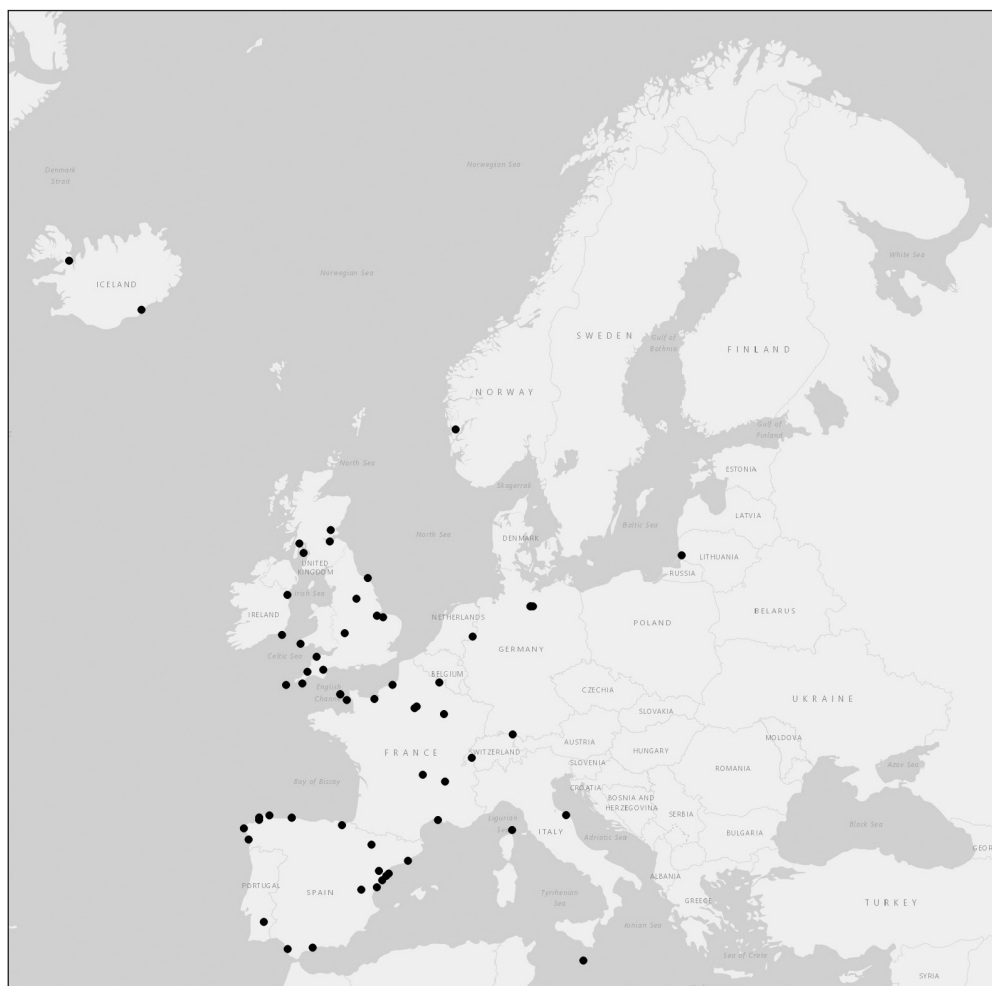 Denmark
Strait
Norwegian Sea
White Sea
Norwegian Sea
ICELAND
SWEDEN
Gulf of
Bothnia
FINLAND
NORWAY
Gulf of
Finland
North Sea
ESTONIA
Skagerrak
LATVIA
Baltic Sea
North Sea
DENMARK
LITHUANIA
UNITED
KINGDOM
RUSSIA
Irish Sea
IRELAND
NETHERLANDS
BELARUS
POLAND
GERMANY
Celtic Sea
BELGIUM
English
Channel
CZECHIA
UKRAINE
SLOVAKIA
MOLDOVA
AUSTRIA
FRANCE
SWITZERLAND
HUNGARY
SLOVENIA
Azov Sea
ROMANIA
Bay of Biscay
CROATIA
BOSNIA AND
HERZEGOVINA
SERBIA
Ligurian
Sea
ITALY
Adriatic Sea
Black Sea
BULGARIA
GEOR
ALBANIA
PORTUGAL
SPAIN
Tyrrhenian
Sea
GREECE
TURKEY
Ionian Sea
Sea of Crete
SYRIA